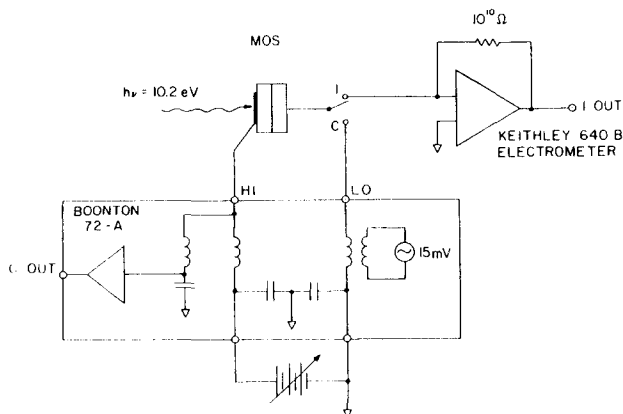 10¹⁰Ω
MOS
hν = 10.2 eV
I
C
I OUT
KEITHLEY 640 B
ELECTROMETER
HI
LO
BOONTON
72-A
C OUT
15mV